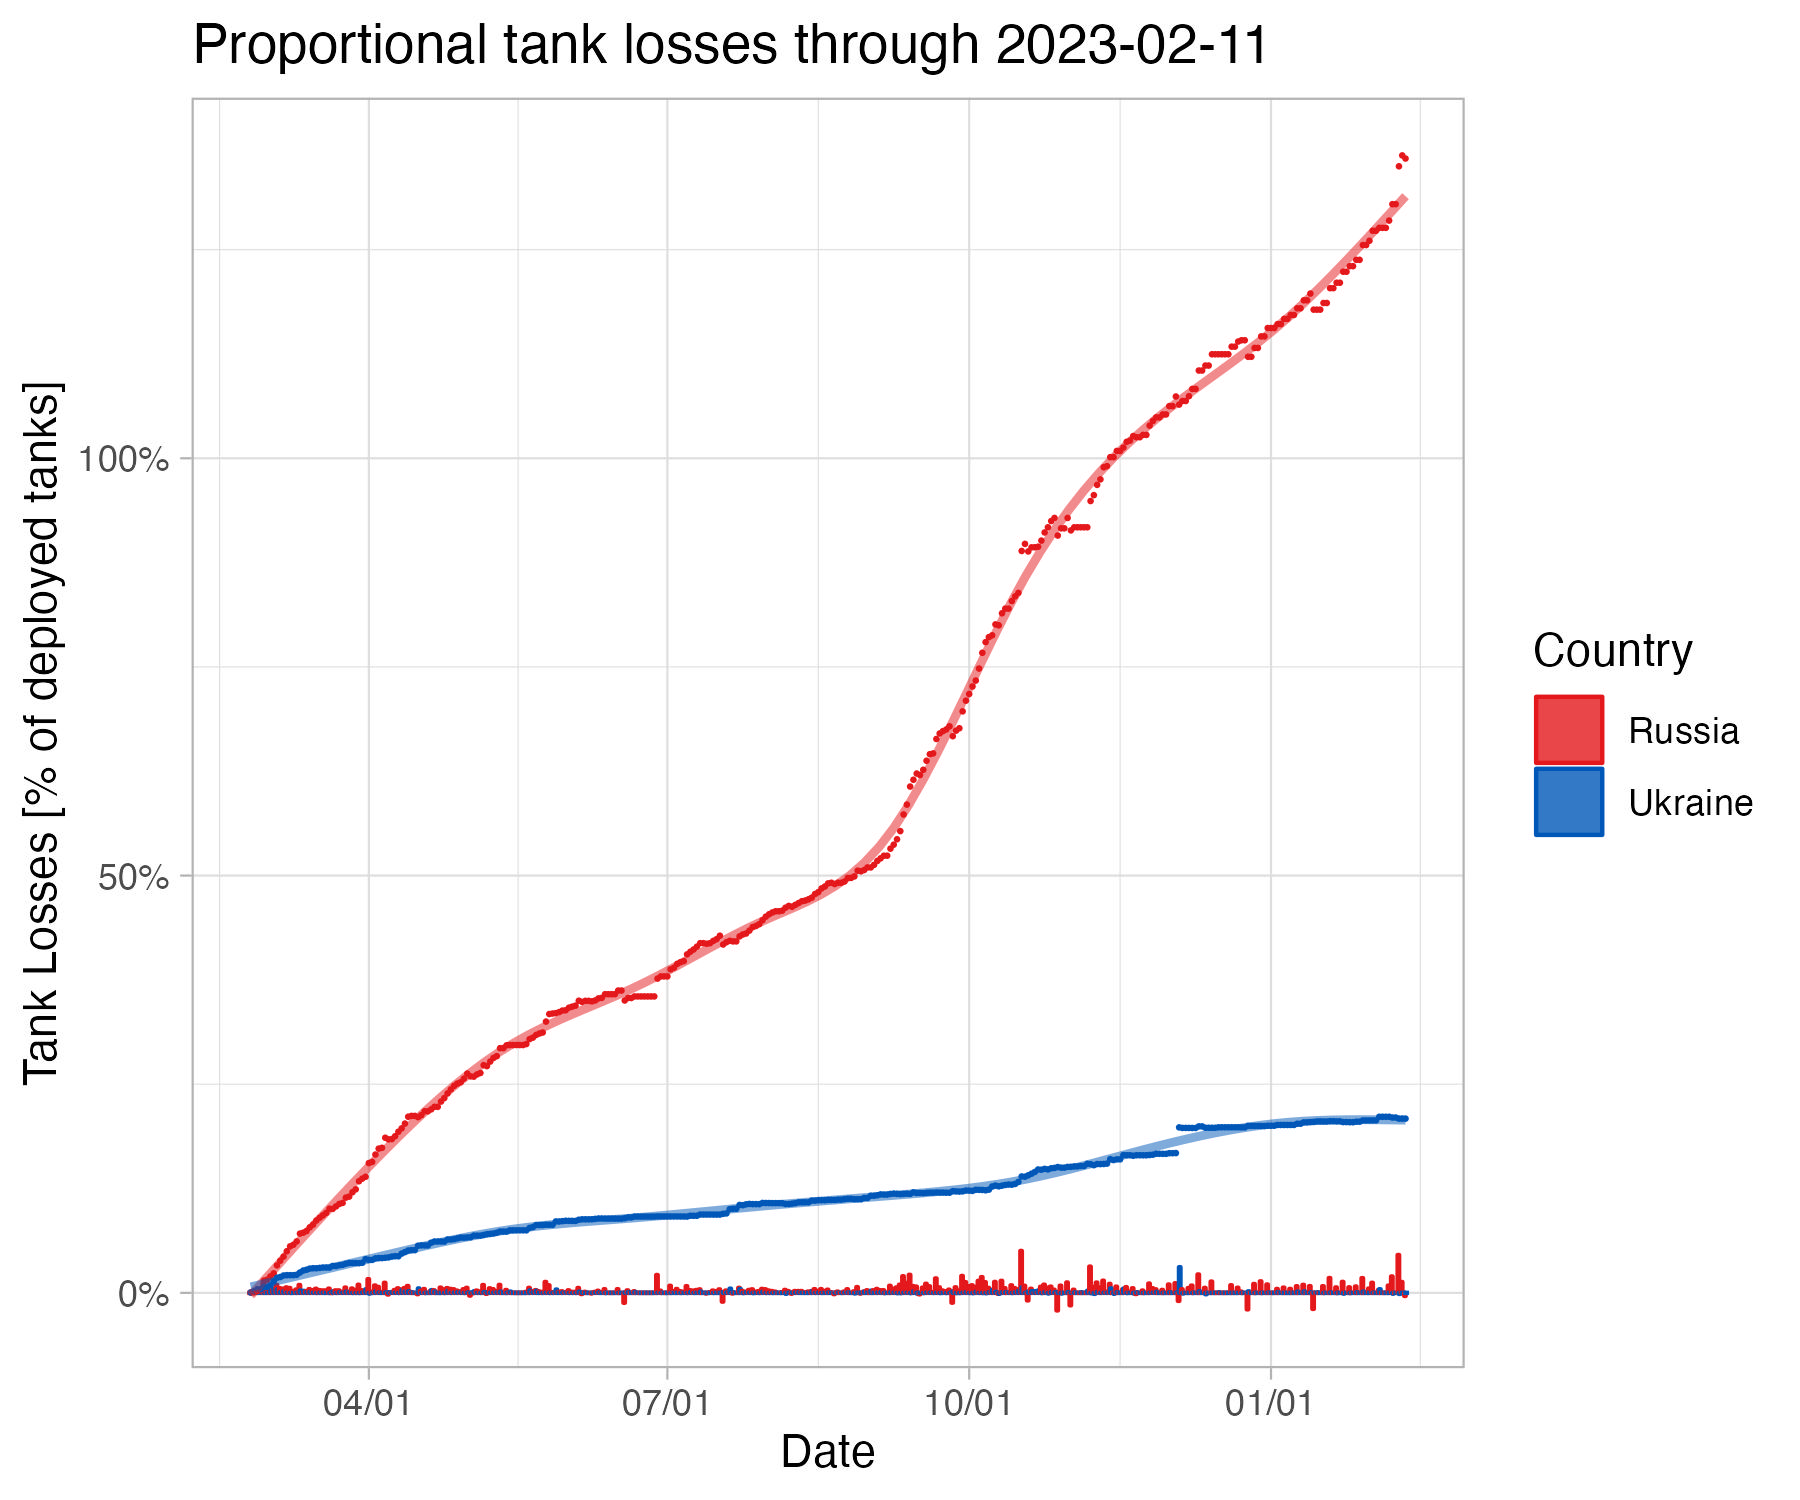 Proportional tank losses through 2023-02-11
Tank Losses [% of deployed tanks]
100%
50%
0%
04/01
07/01
10/01
01/01
Date
Country
Russia
Ukraine